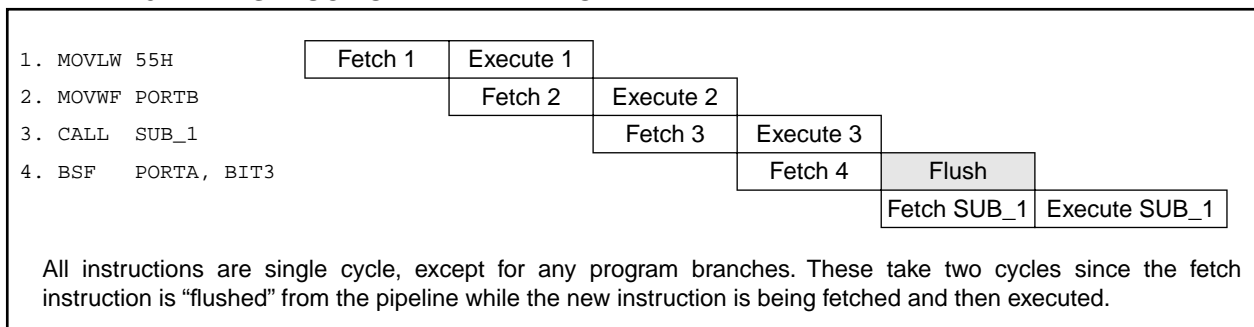 1. MOVLW 55H Fetch 1 Execute 1
2. MOVWF PORTB Fetch 2 Execute 2
3. CALL SUB_1 Fetch 3 Execute 3
4. BSF PORTA, BIT3 Fetch 4 Flush
Fetch SUB_1 Execute SUB_1
All instructions are single cycle, except for any program branches. These take two cycles since the fetch
instruction is “flushed” from the pipeline while the new instruction is being fetched and then executed.